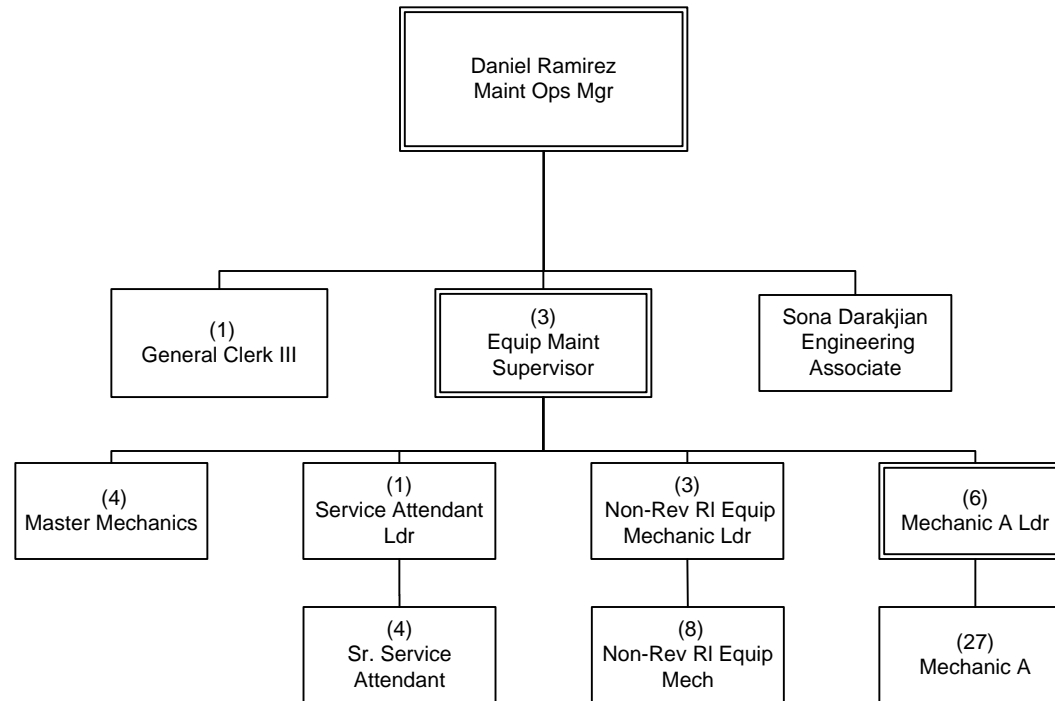 Daniel Ramirez
Maint Ops Mgr
(1)
General Clerk III
(3)
Equip Maint
Supervisor
Sona Darakjian
Engineering
Associate
(4)
Master Mechanics
(1)
Service Attendant
Ldr
(3)
Non-Rev Rl Equip
Mechanic Ldr
(6)
Mechanic A Ldr
(4)
Sr. Service
Attendant
(8)
Non-Rev Rl Equip
Mech
(27)
Mechanic A